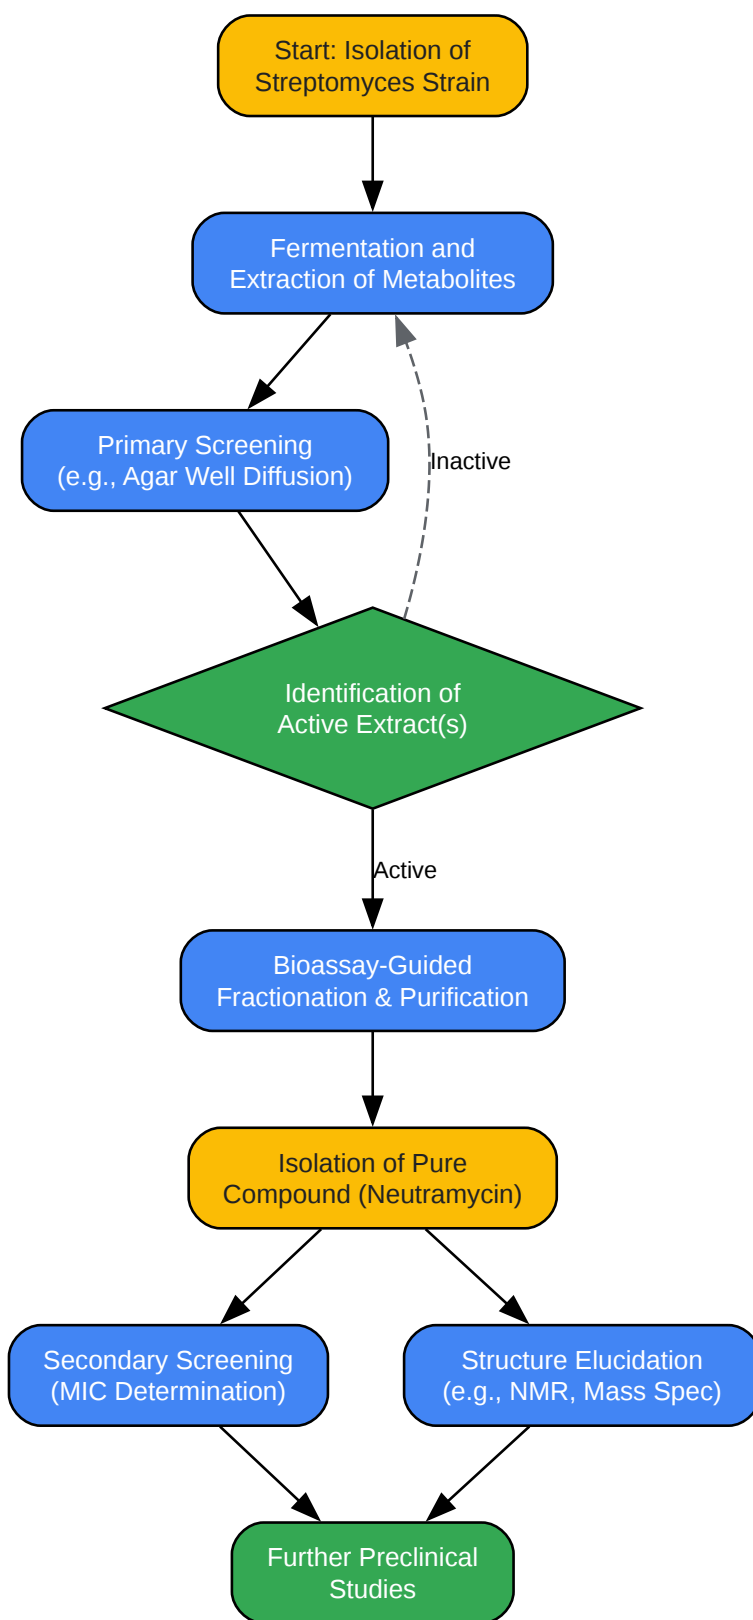 Start: Isolation of
Streptomyces Strain
Fermentation and
Extraction of Metabolites
Primary Screening
(e.g., Agar Well Diffusion)
Inactive
Identification of
Active Extract(s)
Active
Bioassay-Guided
Fractionation & Purification
Isolation of Pure
Compound (Neutramycin)
Secondary Screening
(MIC Determination)
Structure Elucidation
(e.g., NMR, Mass Spec)
Further Preclinical
Studies